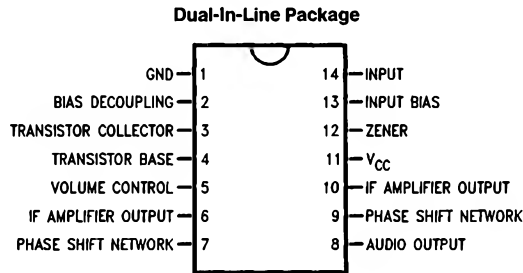 Dual-In-Line Package
GND 1 14 INPUT
BIAS DECOUPLING 2 13 INPUT BIAS
TRANSISTOR COLLECTOR 3 12 ZENER
TRANSISTOR BASE 4 11 VCC
VOLUME CONTROL 5 10 IF AMPLIFIER OUTPUT
IF AMPLIFIER OUTPUT 6 9 PHASE SHIFT NETWORK
PHASE SHIFT NETWORK 7 8 AUDIO OUTPUT